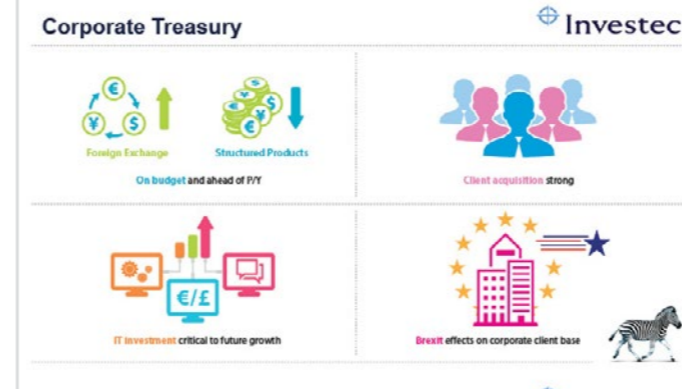 Corporate Treasury
Investec
€
¥ $
Foreign Exchange
Structured Products
On budget and ahead of P/Y
Client acquisition strong
€/£
IT investment critical to future growth
Brexit effects on corporate client base